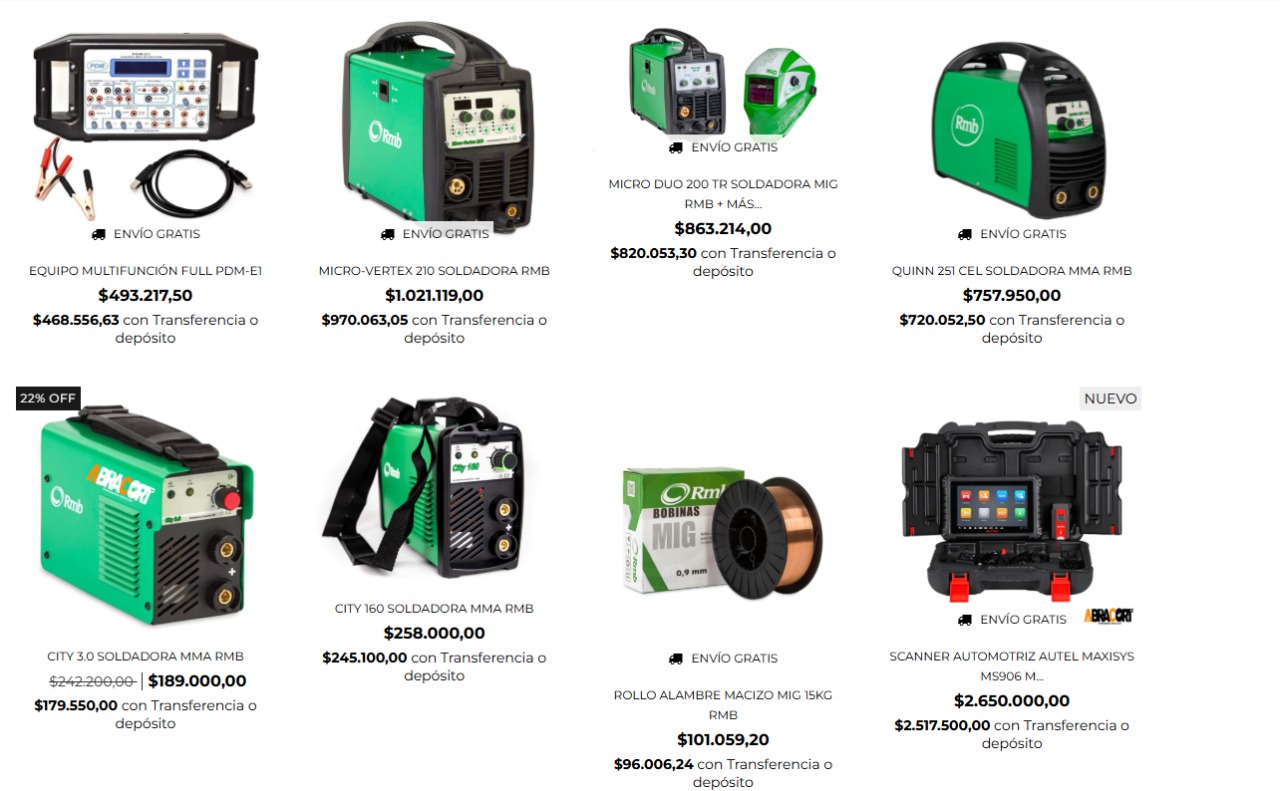 PDM
ENVÍO GRATIS
EQUIPO MULTIFUNCIÓN FULL PDM-E1
$493.217,50
$468.556,63 con Transferencia o
depósito
Rmb
ENVÍO GRATIS
MICRO-VERTEX 210 SOLDADORA RMB
$1.021.119,00
$970.063,05 con Transferencia o
depósito
Rmb
ENVÍO GRATIS
MICRO DUO 200 TR SOLDADORA MIG
RMB + MÁS...
$863.214,00
$820.053,30 con Transferencia o
depósito
Rmb
ENVÍO GRATIS
QUINN 251 CEL SOLDADORA MMA RMB
$757.950,00
$720.052,50 con Transferencia o
depósito
22% OFF
ABRACORT
Rmb
City 3.0
CITY 3.0 SOLDADORA MMA RMB
$242.200,00 $189.000,00
$179.550,00 con Transferencia o
depósito
Rmb
City 160
CITY 160 SOLDADORA MMA RMB
$258.000,00
$245.100,00 con Transferencia o
depósito
Rmb
BOBINAS
MIG
0,9 mm
Rmb
ENVÍO GRATIS
ROLLO ALAMBRE MACIZO MIG 15KG
RMB
$101.059,20
$96.006,24 con Transferencia o
depósito
NUEVO
ENVÍO GRATIS
ABRACORT
SCANNER AUTOMOTRIZ AUTEL MAXISYS
MS906 M...
$2.650.000,00
$2.517.500,00 con Transferencia o
depósito